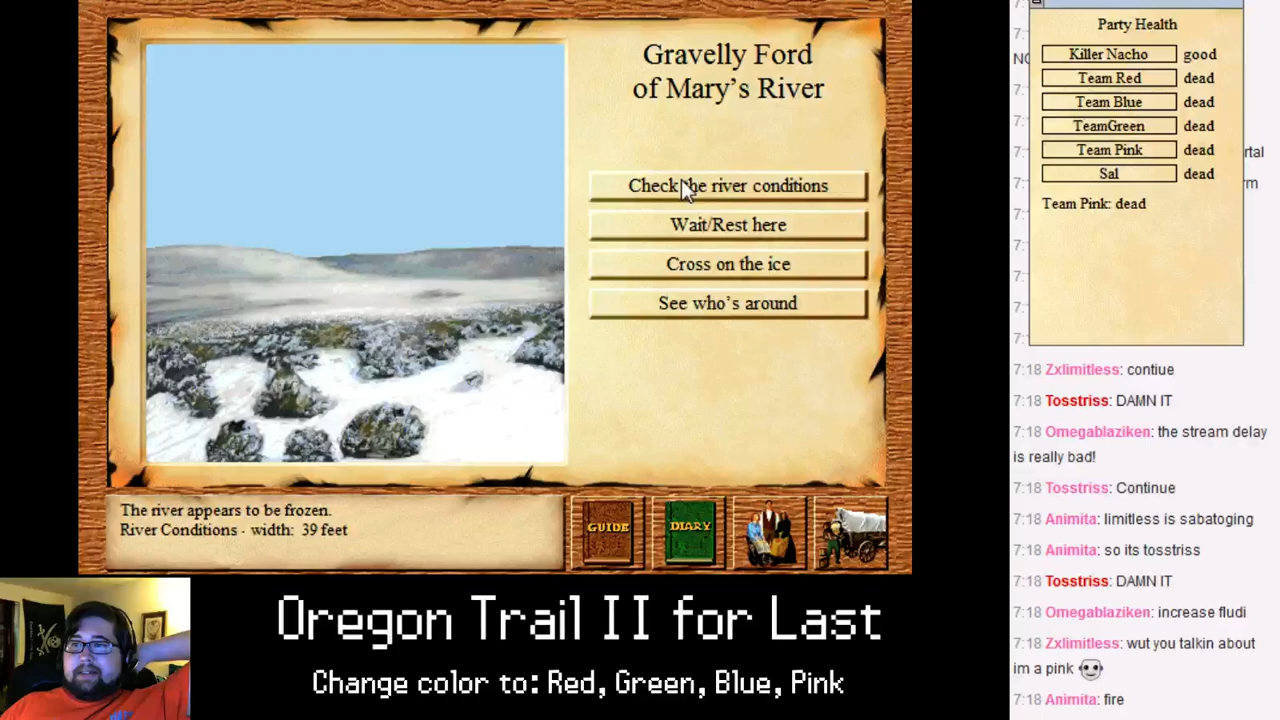 Gravelly Ford
of Mary's River
Check the river conditions
Wait/Rest here
Cross on the ice
See who's around
The river appears to be frozen.
River Conditions - width: 39 feet
GUIDE
DIARY
Oregon Trail II for Last
Change color to: Red, Green, Blue, Pink
Party Health
Killer Nacho good
Team Red dead
Team Blue dead
TeamGreen dead
Team Pink dead
Sal dead
Team Pink: dead
7:18 Zxlimitless: contiue
7:18 Tosstriss: DAMN IT
7:18 Omegablaziken: the stream delay
is really bad!
7:18 Tosstriss: Continue
7:18 Animita: limitless is sabatoging
7:18 Animita: so its tosstriss
7:18 Tosstriss: DAMN IT
7:18 Omegablaziken: increase fludi
7:18 Zxlimitless: wut you talkin about
im a pink
7:18 Animita: fire